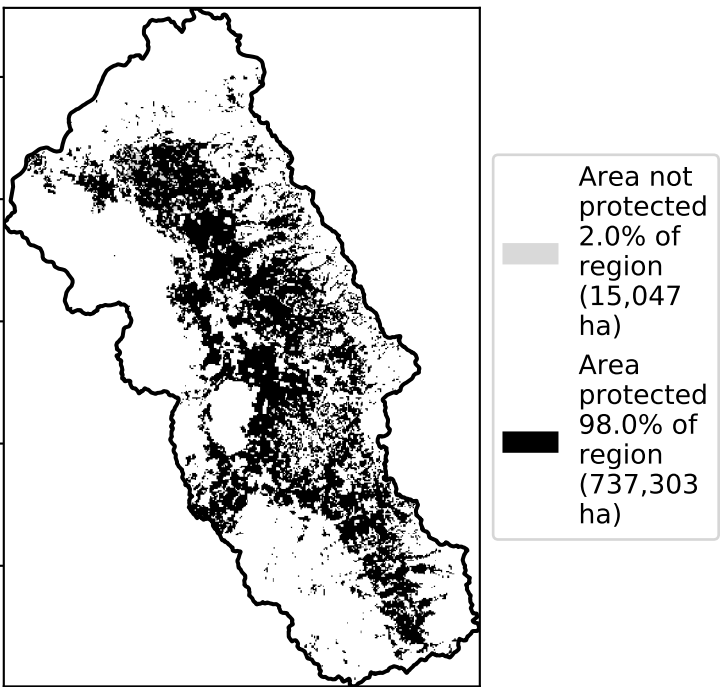 Area not
protected
2.0% of
region
(15,047
ha)
Area
protected
98.0% of
region
(737,303
ha)